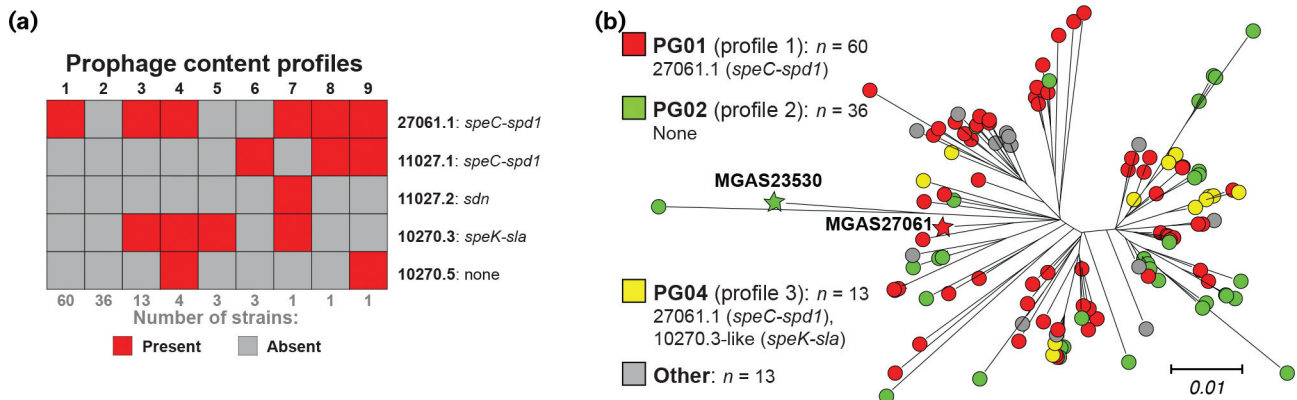 (a)
Prophage content profiles
1 2 3 4 5 6 7 8 9
27061.1: speC-spd1
11027.1: speC-spd1
11027.2: sdn
10270.3: speK-sla
10270.5: none
60 36 13 4 3 3 1 1 1
Number of strains:
Present Absent
(b)
PG01 (profile 1): n = 60
27061.1 (speC-spd1)
PG02 (profile 2): n = 36
None
MGAS23530
MGAS27061
PG04 (profile 3): n = 13
27061.1 (speC-spd1),
10270.3-like (speK-sla)
Other: n = 13
0.01